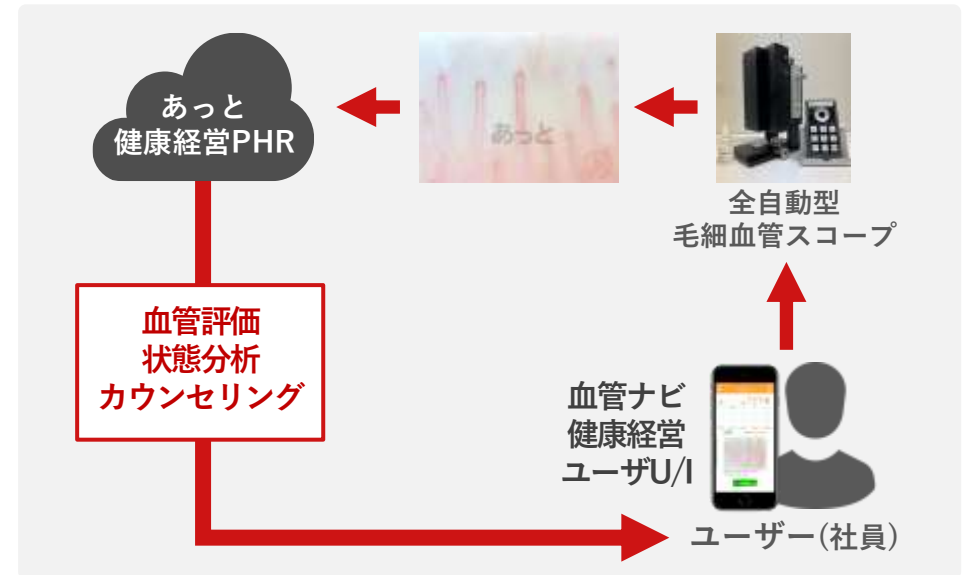 あっと
健康経営PHR
あっと
全自動型
毛細血管スコープ
血管評価
状態分析
カウンセリング
血管ナビ
健康経営
ユーザU/I
ユーザー(社員)